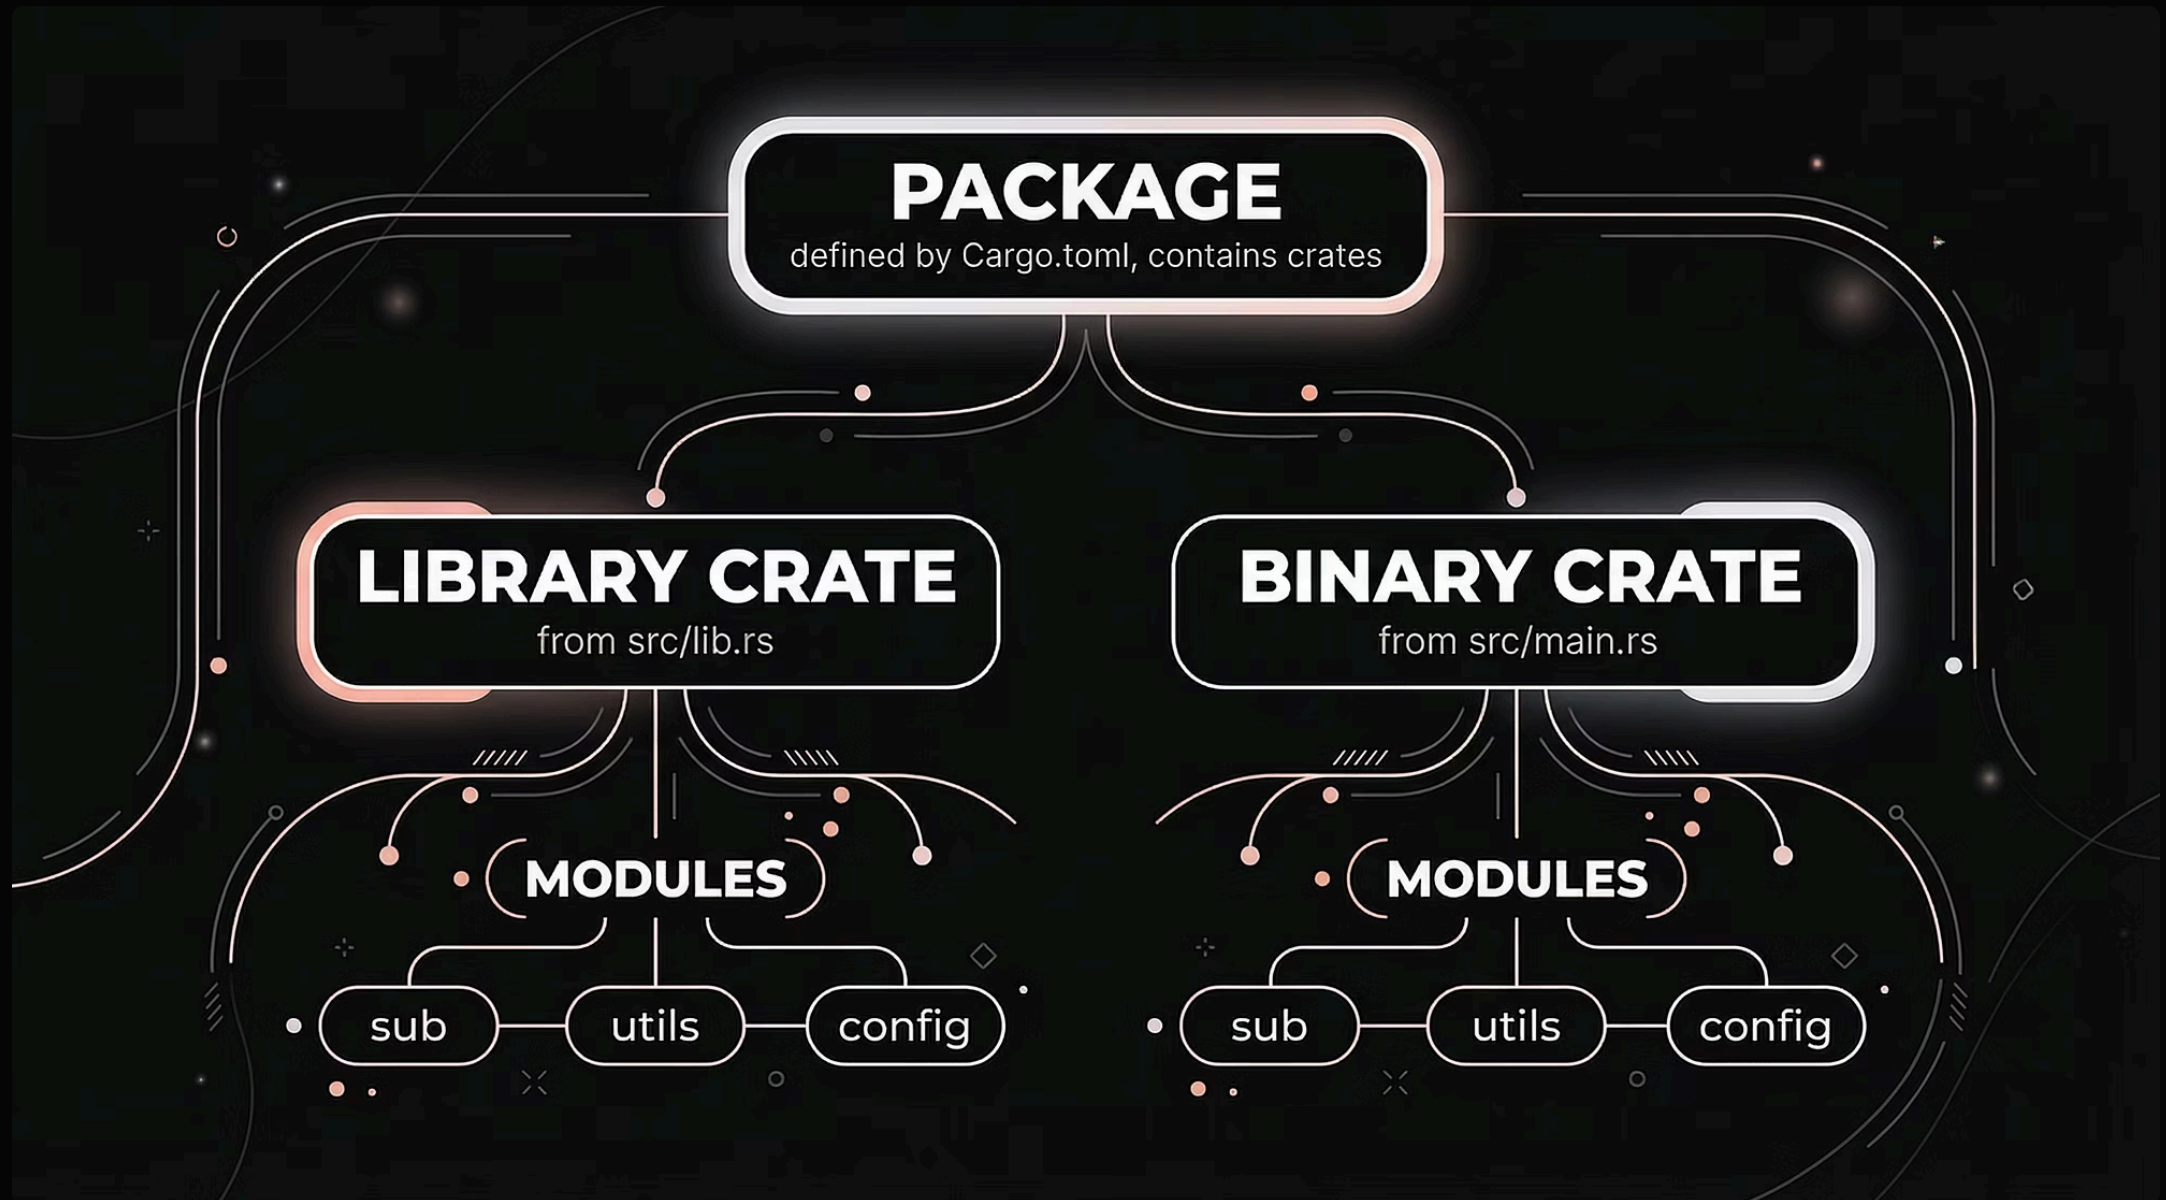 PACKAGE
defined by Cargo.toml, contains crates
LIBRARY CRATE
from src/lib.rs
BINARY CRATE
from src/main.rs
MODULES
MODULES
sub
utils
config
sub
utils
config